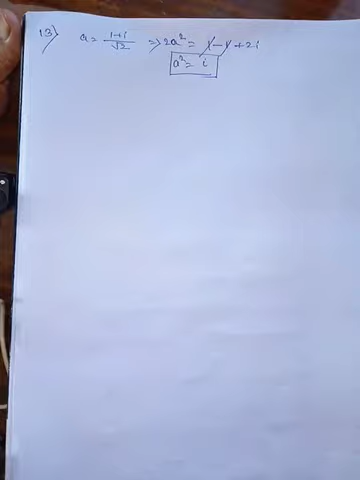 13) a = 1+i/√2 => 2a² = 1 - 1 + 2i
a² = i